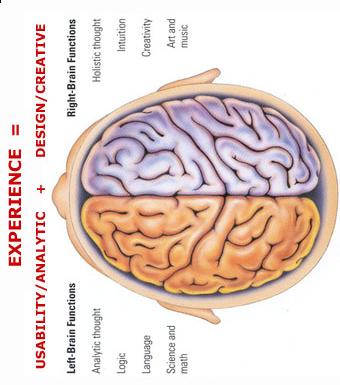 EXPERIENCE =
USABILITY/ANALYTIC + DESIGN/CREATIVE
Left-Brain Functions
Analytic thought
Logic
Language
Science and
math
Right-Brain Functions
Holistic thought
Intuition
Creativity
Art and
music